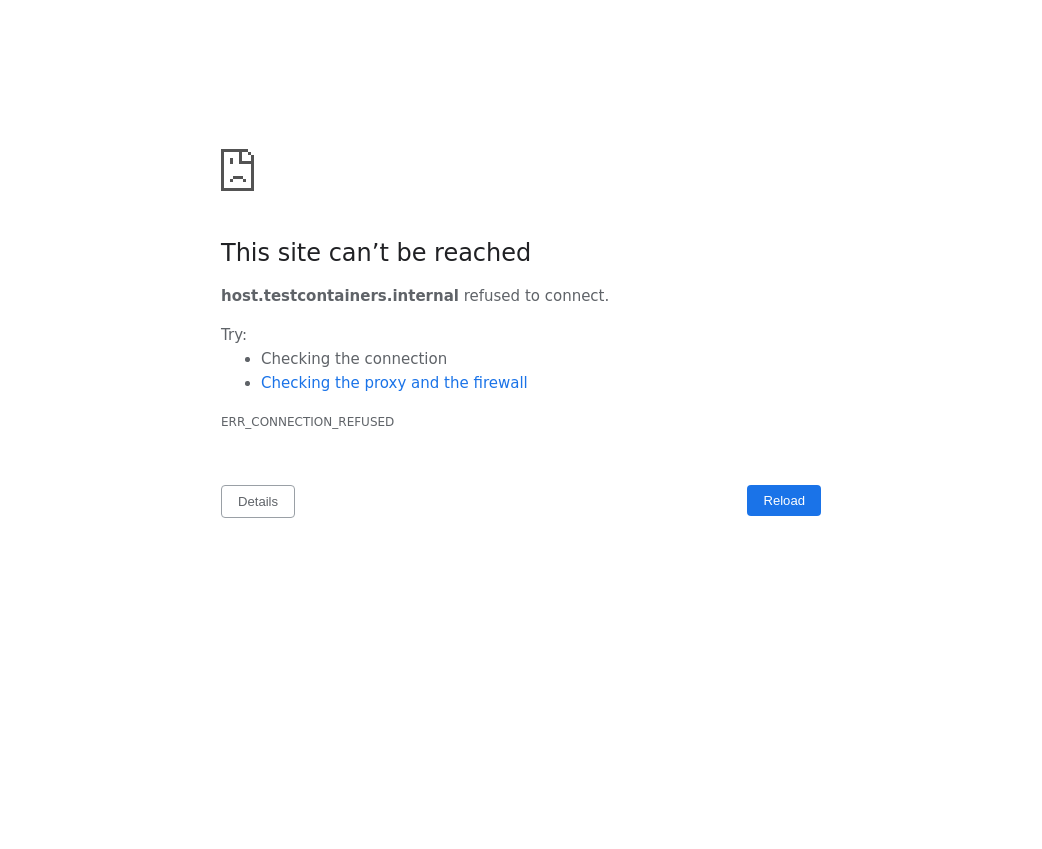 This site can’t be reached
host.testcontainers.internal refused to connect.
Try:
Checking the connection
Checking the proxy and the firewall
ERR_CONNECTION_REFUSED
Details
Reload